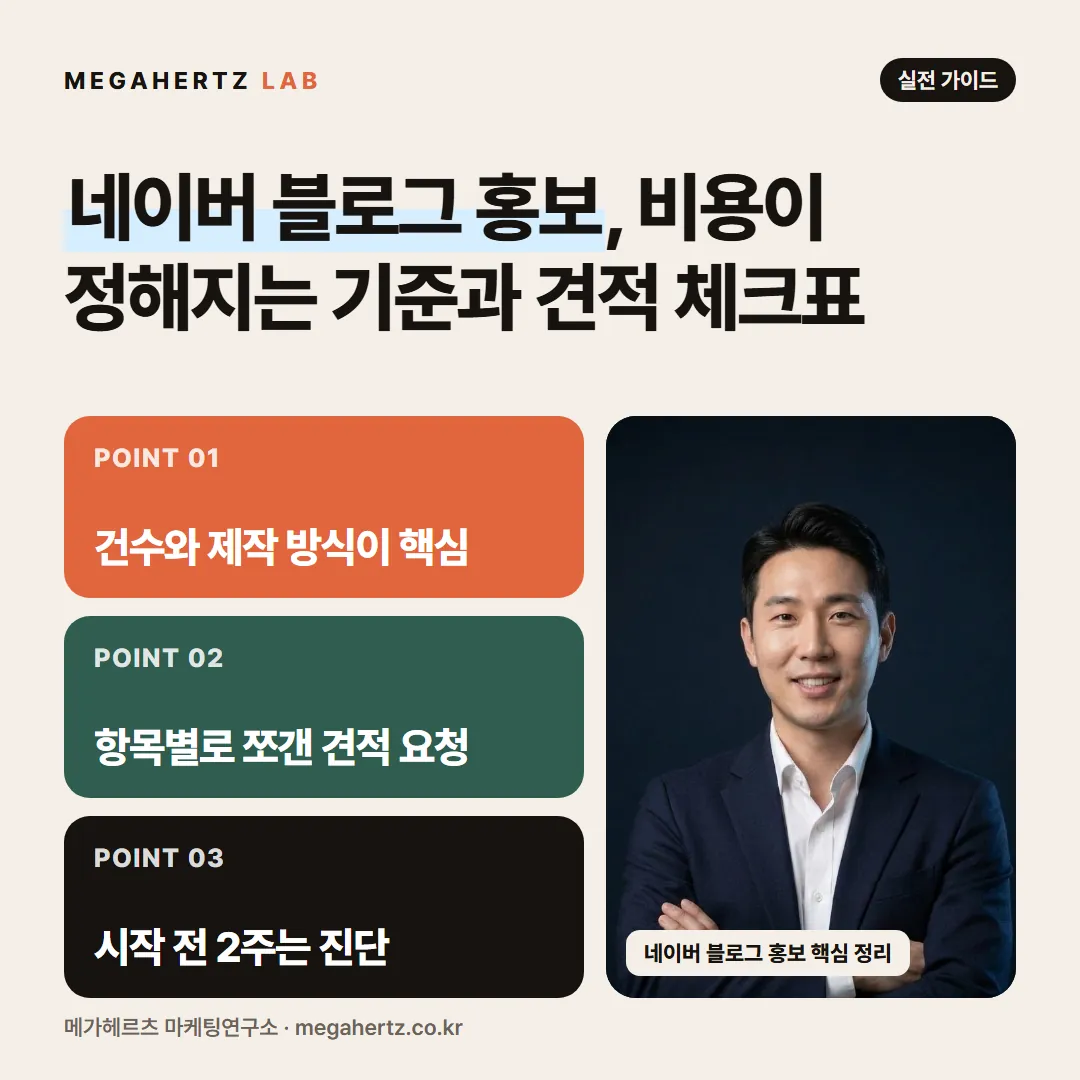 MEGAHERTZ LAB
실전 가이드
네이버 블로그 홍보, 비용이
정해지는 기준과 견적 체크표
POINT 01
건수와 제작 방식이 핵심
POINT 02
항목별로 쪼갠 견적 요청
POINT 03
시작 전 2주는 진단
네이버 블로그 홍보 핵심 정리
메가헤르츠 마케팅연구소 · megahertz.co.kr